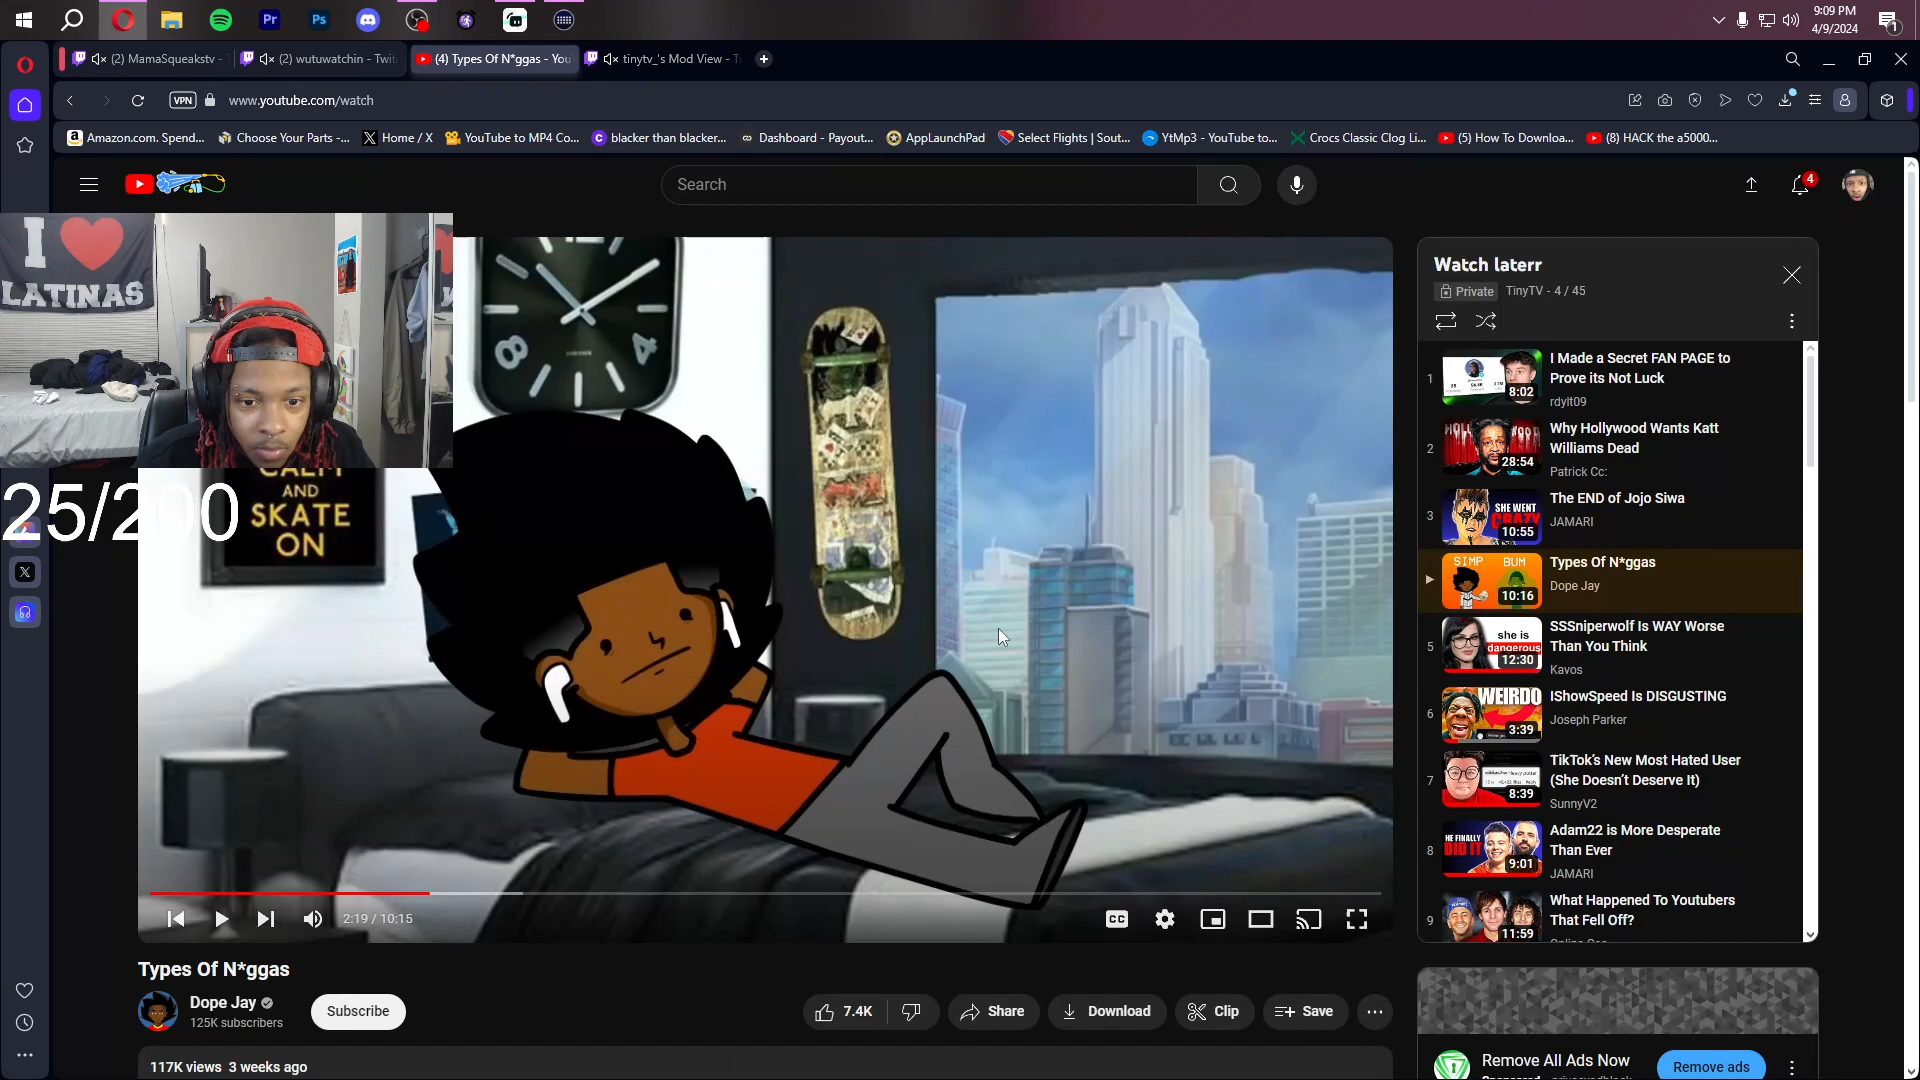 9:09 PM
4/9/2024
1
(2) MamaSqueakstv -
(2) wutuwatchin - Twit
(4) Types Of N*ggas - You
tinytv_'s Mod View - T
VPN
www.youtube.com/watch
Amazon.com. Spend...
Choose Your Parts -...
Home / X
YouTube to MP4 Co...
blacker than blacker...
Dashboard - Payout...
AppLaunchPad
Select Flights | Sout...
YtMp3 - YouTube to...
Crocs Classic Clog Li...
(5) How To Downloa...
(8) HACK the a5000...
Search
4
I
LATINAS
8
4
CALM
AND
SKATE
ON
25/200
2:19 / 10:15
CC
Types Of N*ggas
Dope Jay
125K subscribers
Subscribe
7.4K
Share
Download
Clip
Save
117K views 3 weeks ago
Watch laterr
Private
TinyTV - 4 / 45
1
8:02
I Made a Secret FAN PAGE to
Prove its Not Luck
rdylt09
2
28:54
Why Hollywood Wants Katt
Williams Dead
Patrick Cc:
3
SHE WENT
CRAZY
10:55
The END of Jojo Siwa
JAMARI
SIMP BUM
10:16
Types Of N*ggas
Dope Jay
5
she is
dangerous
12:30
SSSniperwolf Is WAY Worse
Than You Think
Kavos
6
WEIRDO
3:39
IShowSpeed Is DISGUSTING
Joseph Parker
7
8:39
TikTok's New Most Hated User
(She Doesn't Deserve It)
SunnyV2
8
HE FINALLY
DID IT
9:01
Adam22 is More Desperate
Than Ever
JAMARI
9
11:59
What Happened To Youtubers
That Fell Off?
Remove All Ads Now
Remove ads